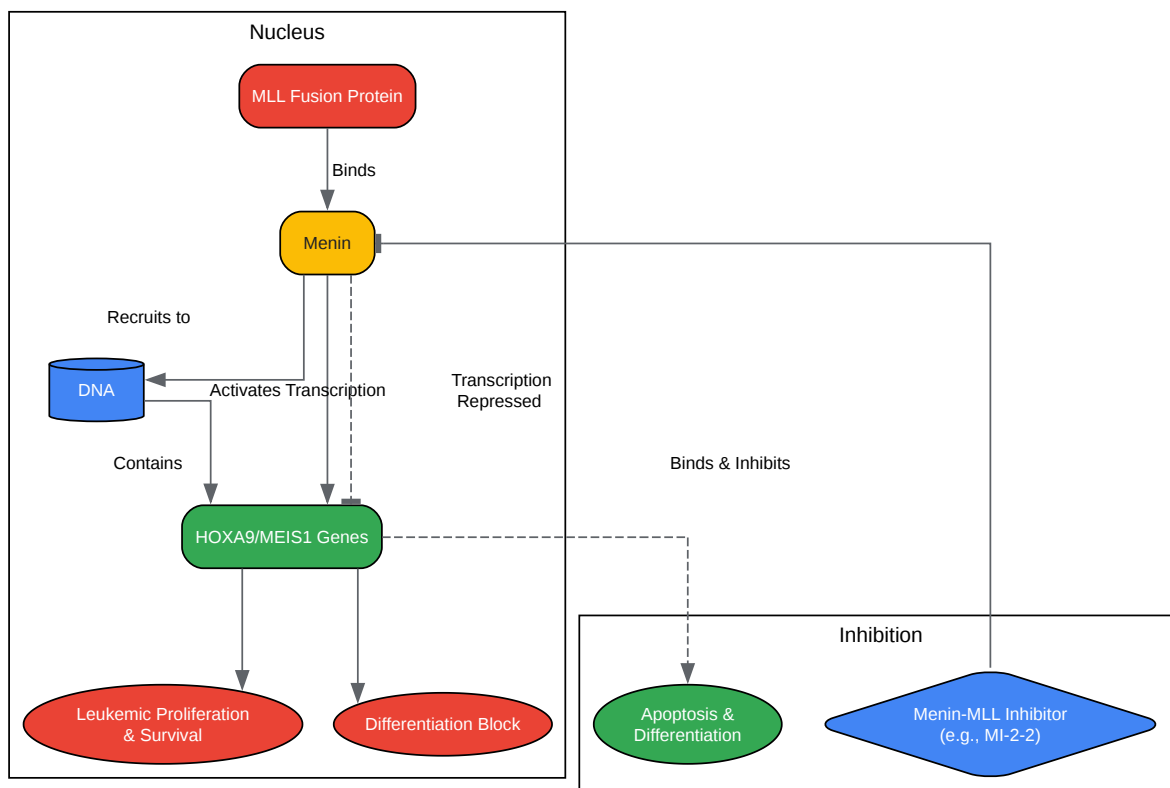 Nucleus
MLL Fusion Protein
Binds
Menin
Recruits to
DNA
Activates Transcription
Transcription
Repressed
Contains
Binds & Inhibits
HOXA9/MEIS1 Genes
Inhibition
Leukemic Proliferation
& Survival
Differentiation Block
Apoptosis &
Differentiation
Menin-MLL Inhibitor
(e.g., MI-2-2)